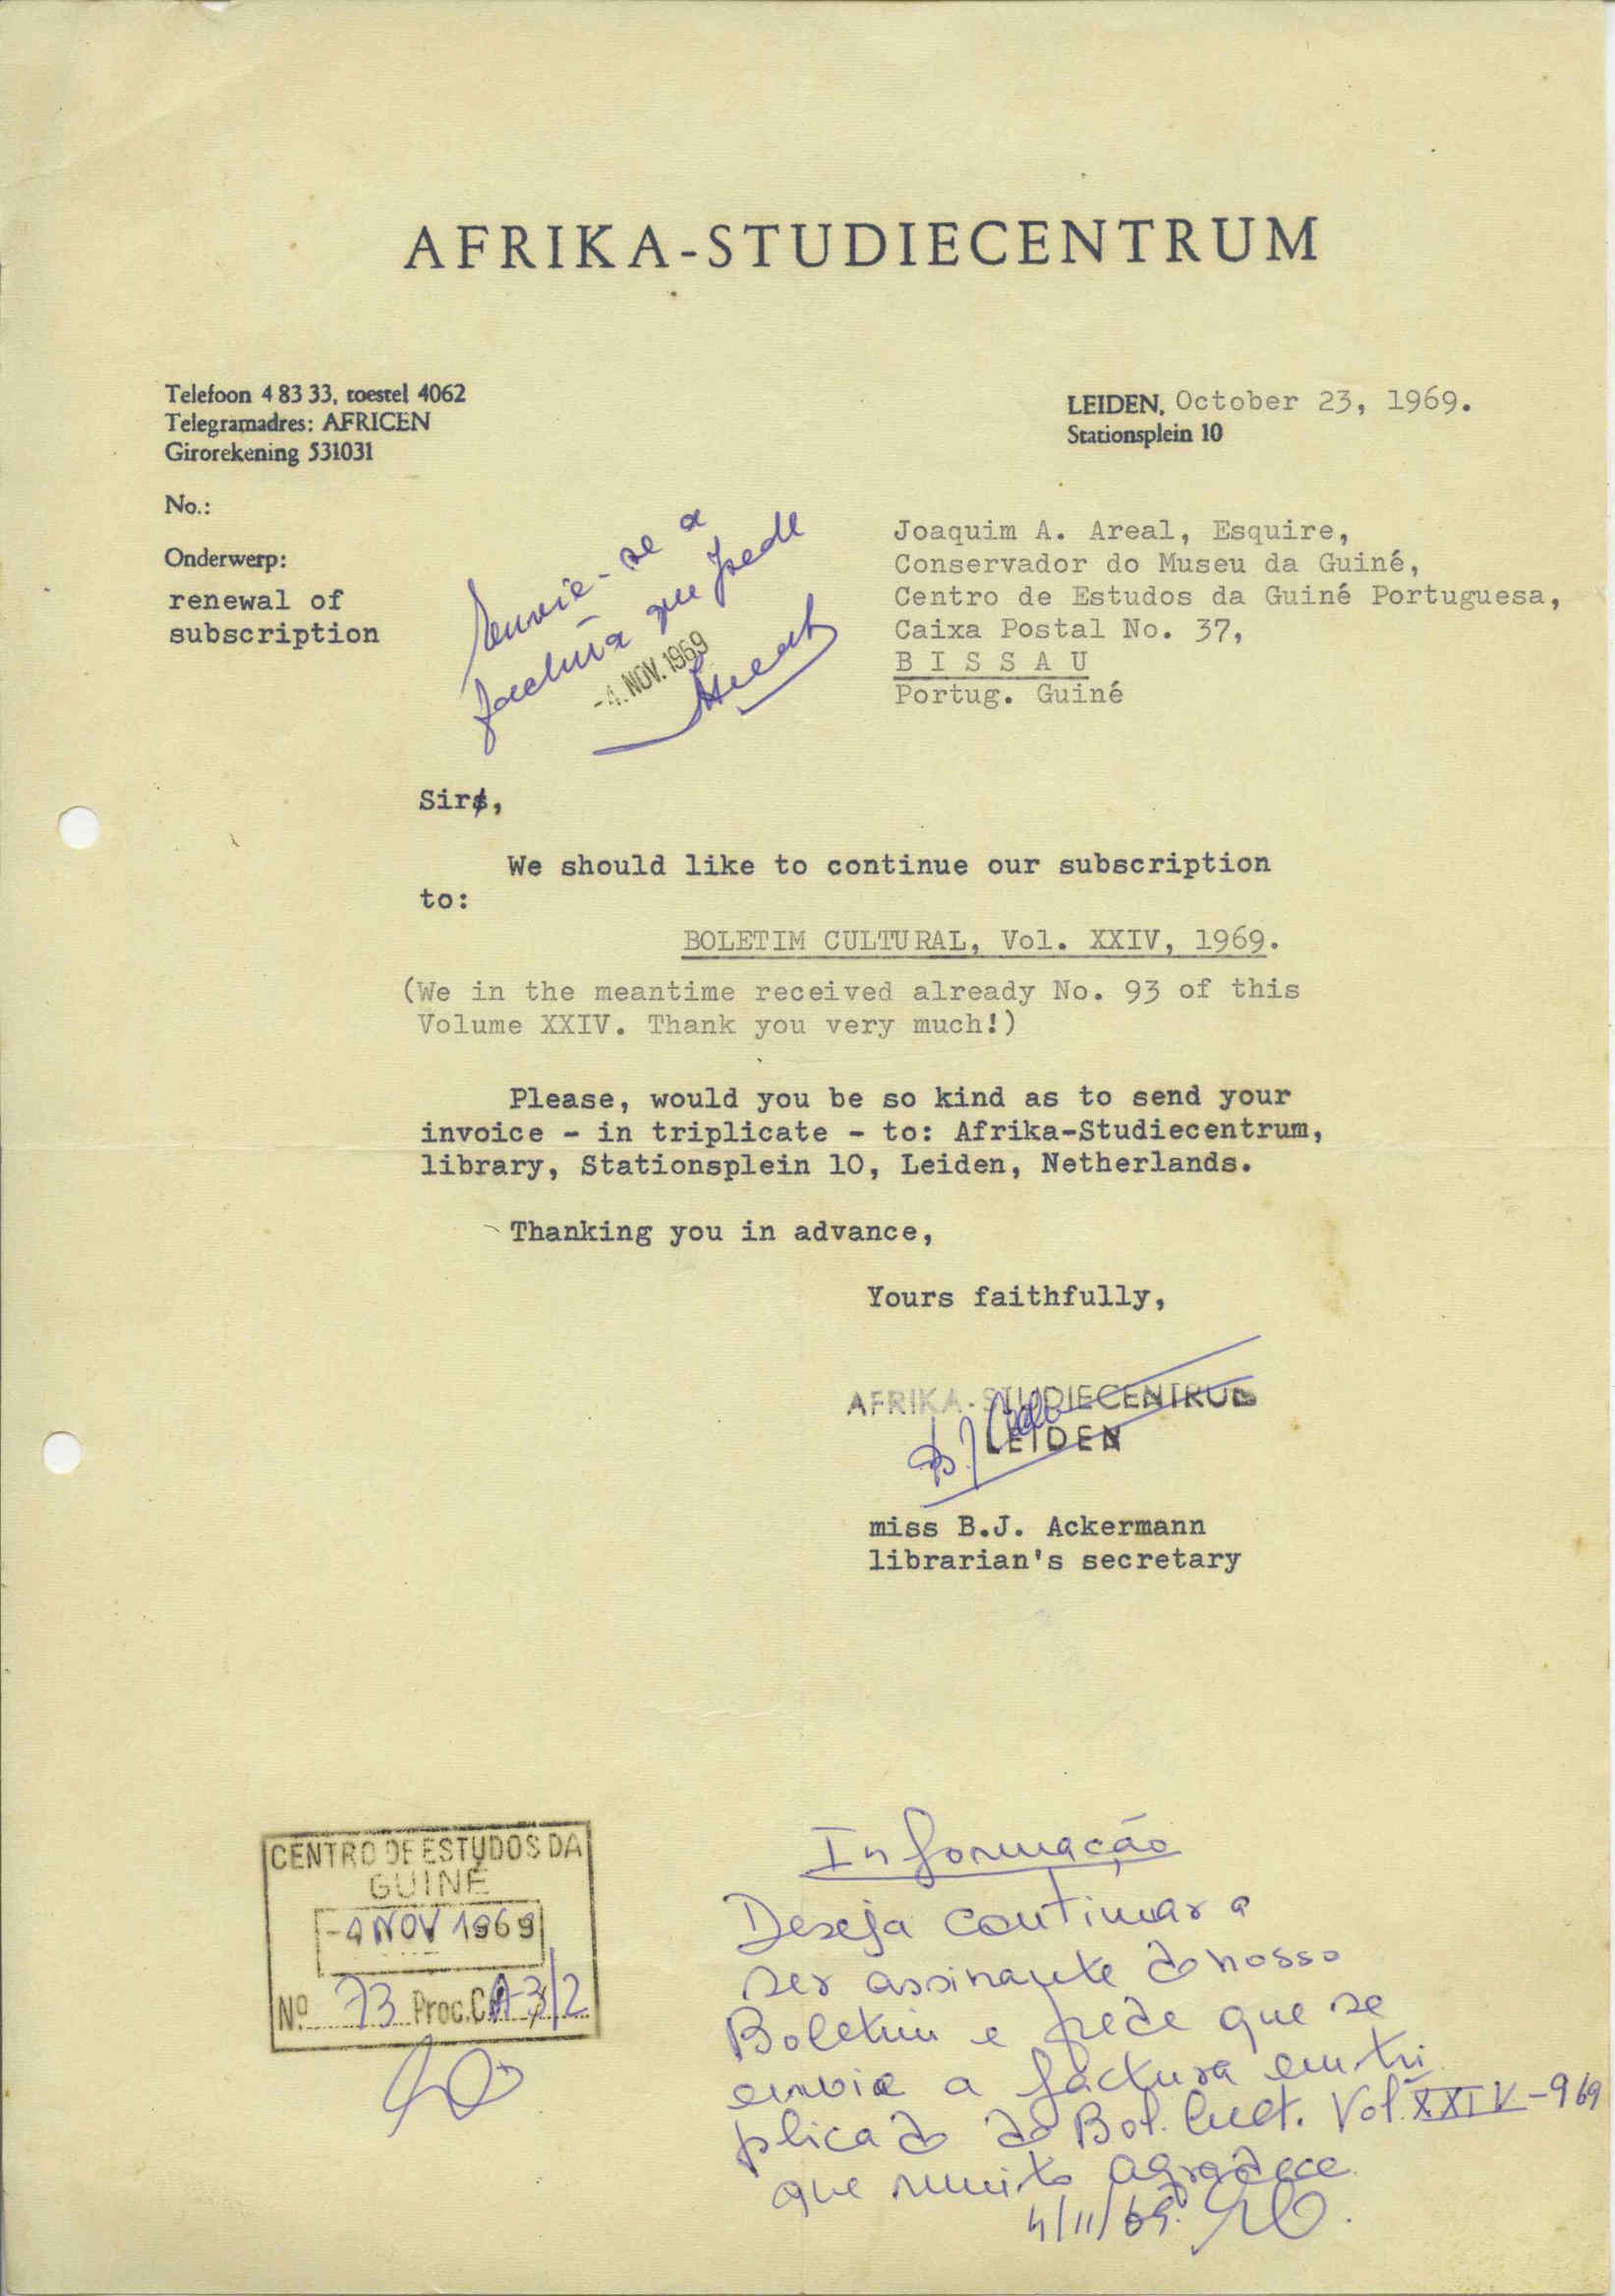 AFRIKA-STUDIECENTRUM
Telefoon 4 83 33, toestel 4062
Telegramadres: AFRICEN
Girorekening 531031
LEIDEN, October 23, 1969.
Stationsplein 10
No.:
Onderwerp:
renewal of
subscription
Envie-se a
factura que pede
-4. NOV. 1969
Areal
Joaquim A. Areal, Esquire,
Conservador do Museu da Guiné,
Centro de Estudos da Guiné Portuguesa,
Caixa Postal No. 37,
B I S S A U
Portug. Guiné
Sir,
We should like to continue our subscription
to:
BOLETIM CULTURAL, Vol. XXIV, 1969.
(We in the meantime received already No. 93 of this
Volume XXIV. Thank you very much!)
Please, would you be so kind as to send your
invoice - in triplicate - to: Afrika-Studiecentrum,
library, Stationsplein 10, Leiden, Netherlands.
Thanking you in advance,
Yours faithfully,
AFRIKA-STUDIECENTRUM
LEIDEN
miss B.J. Ackermann
librarian's secretary
CENTRO DE ESTUDOS DA
GUINÉ
-4 NOV 1969
Nº 73 Proc. C A-3/2
Informação
Deseja continuar a
ser assinante do nosso
Boletim e pede que se
envie a factura em tri
plicado do Bol. Cult. Vol. XXIV-969
que muito agradece
4/11/69.